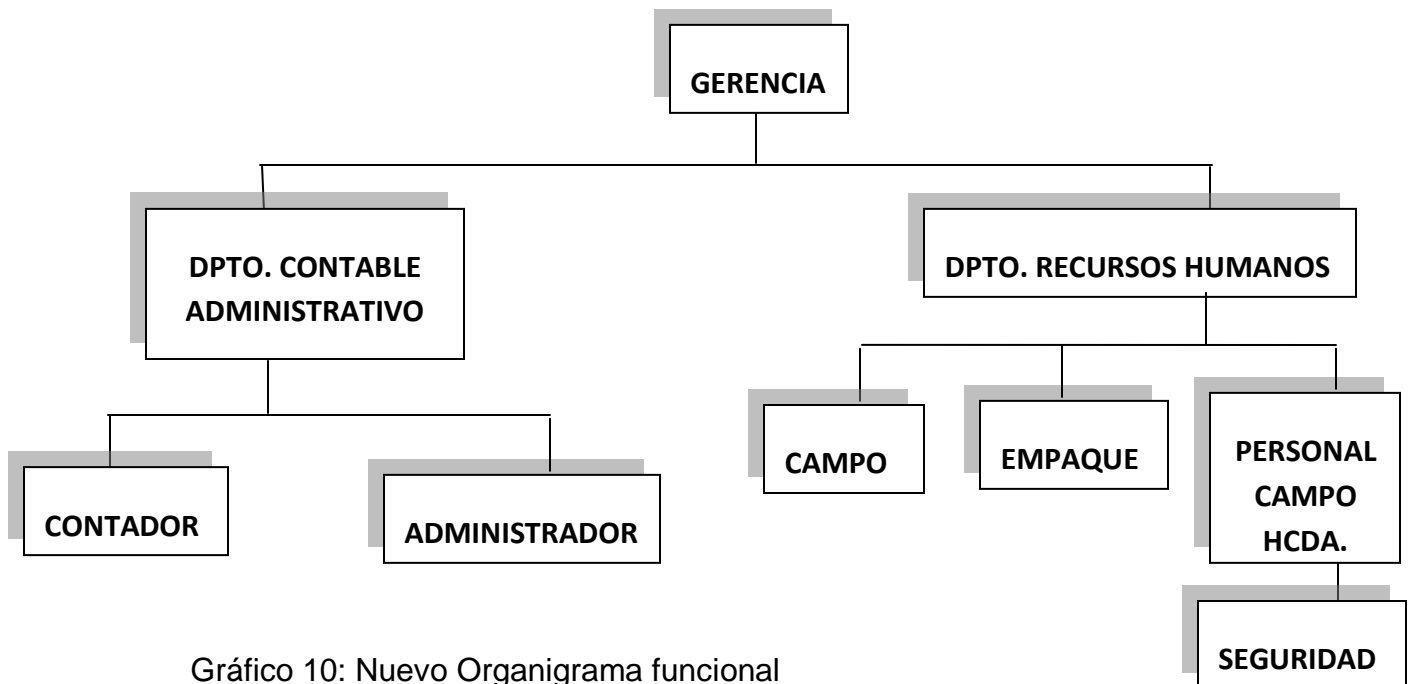 GERENCIA
DPTO. CONTABLE
ADMINISTRATIVO
DPTO. RECURSOS HUMANOS
CONTADOR
ADMINISTRADOR
CAMPO
EMPAQUE
PERSONAL
CAMPO
HCDA.
SEGURIDAD
Gráfico 10: Nuevo Organigrama funcional